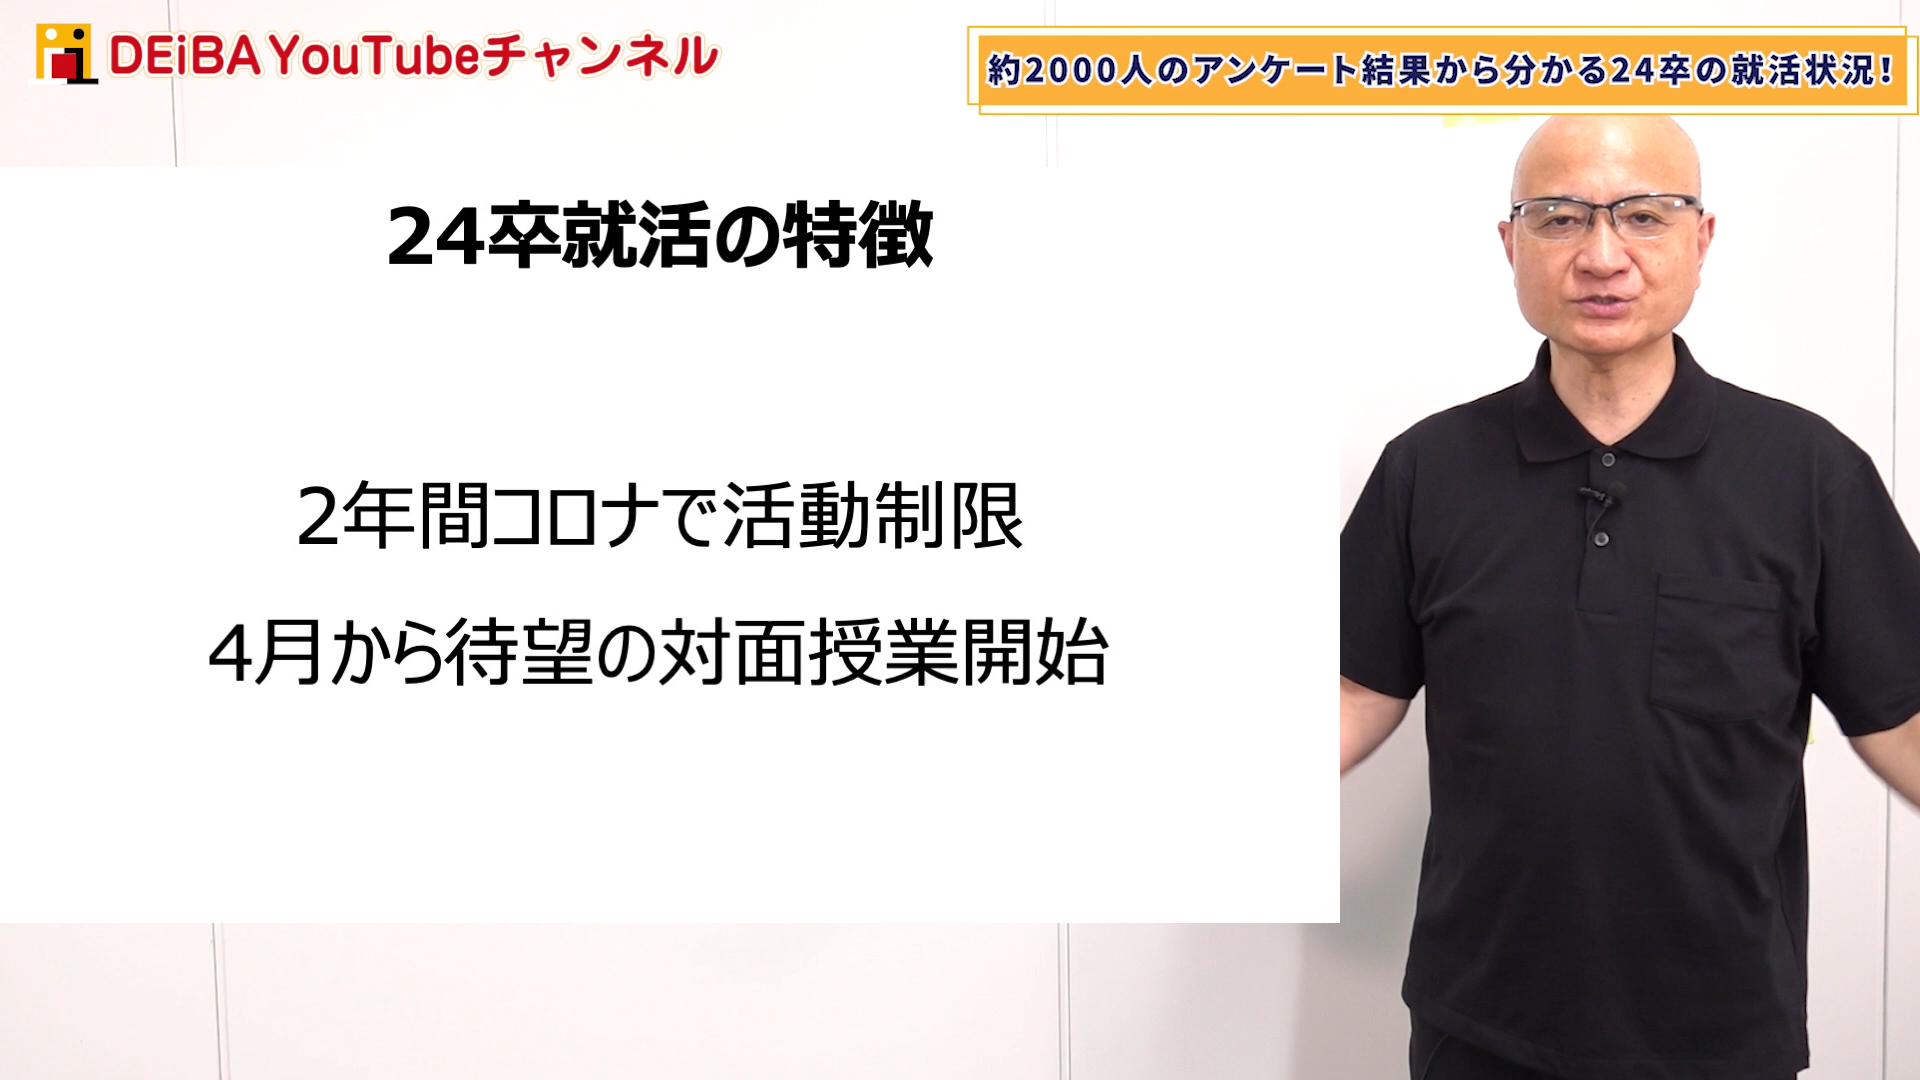 DEiBA YouTubeチャンネル
約2000人のアンケート結果から分かる24卒の就活状況！
24卒就活の特徴
2年間コロナで活動制限
4月から待望の対面授業開始